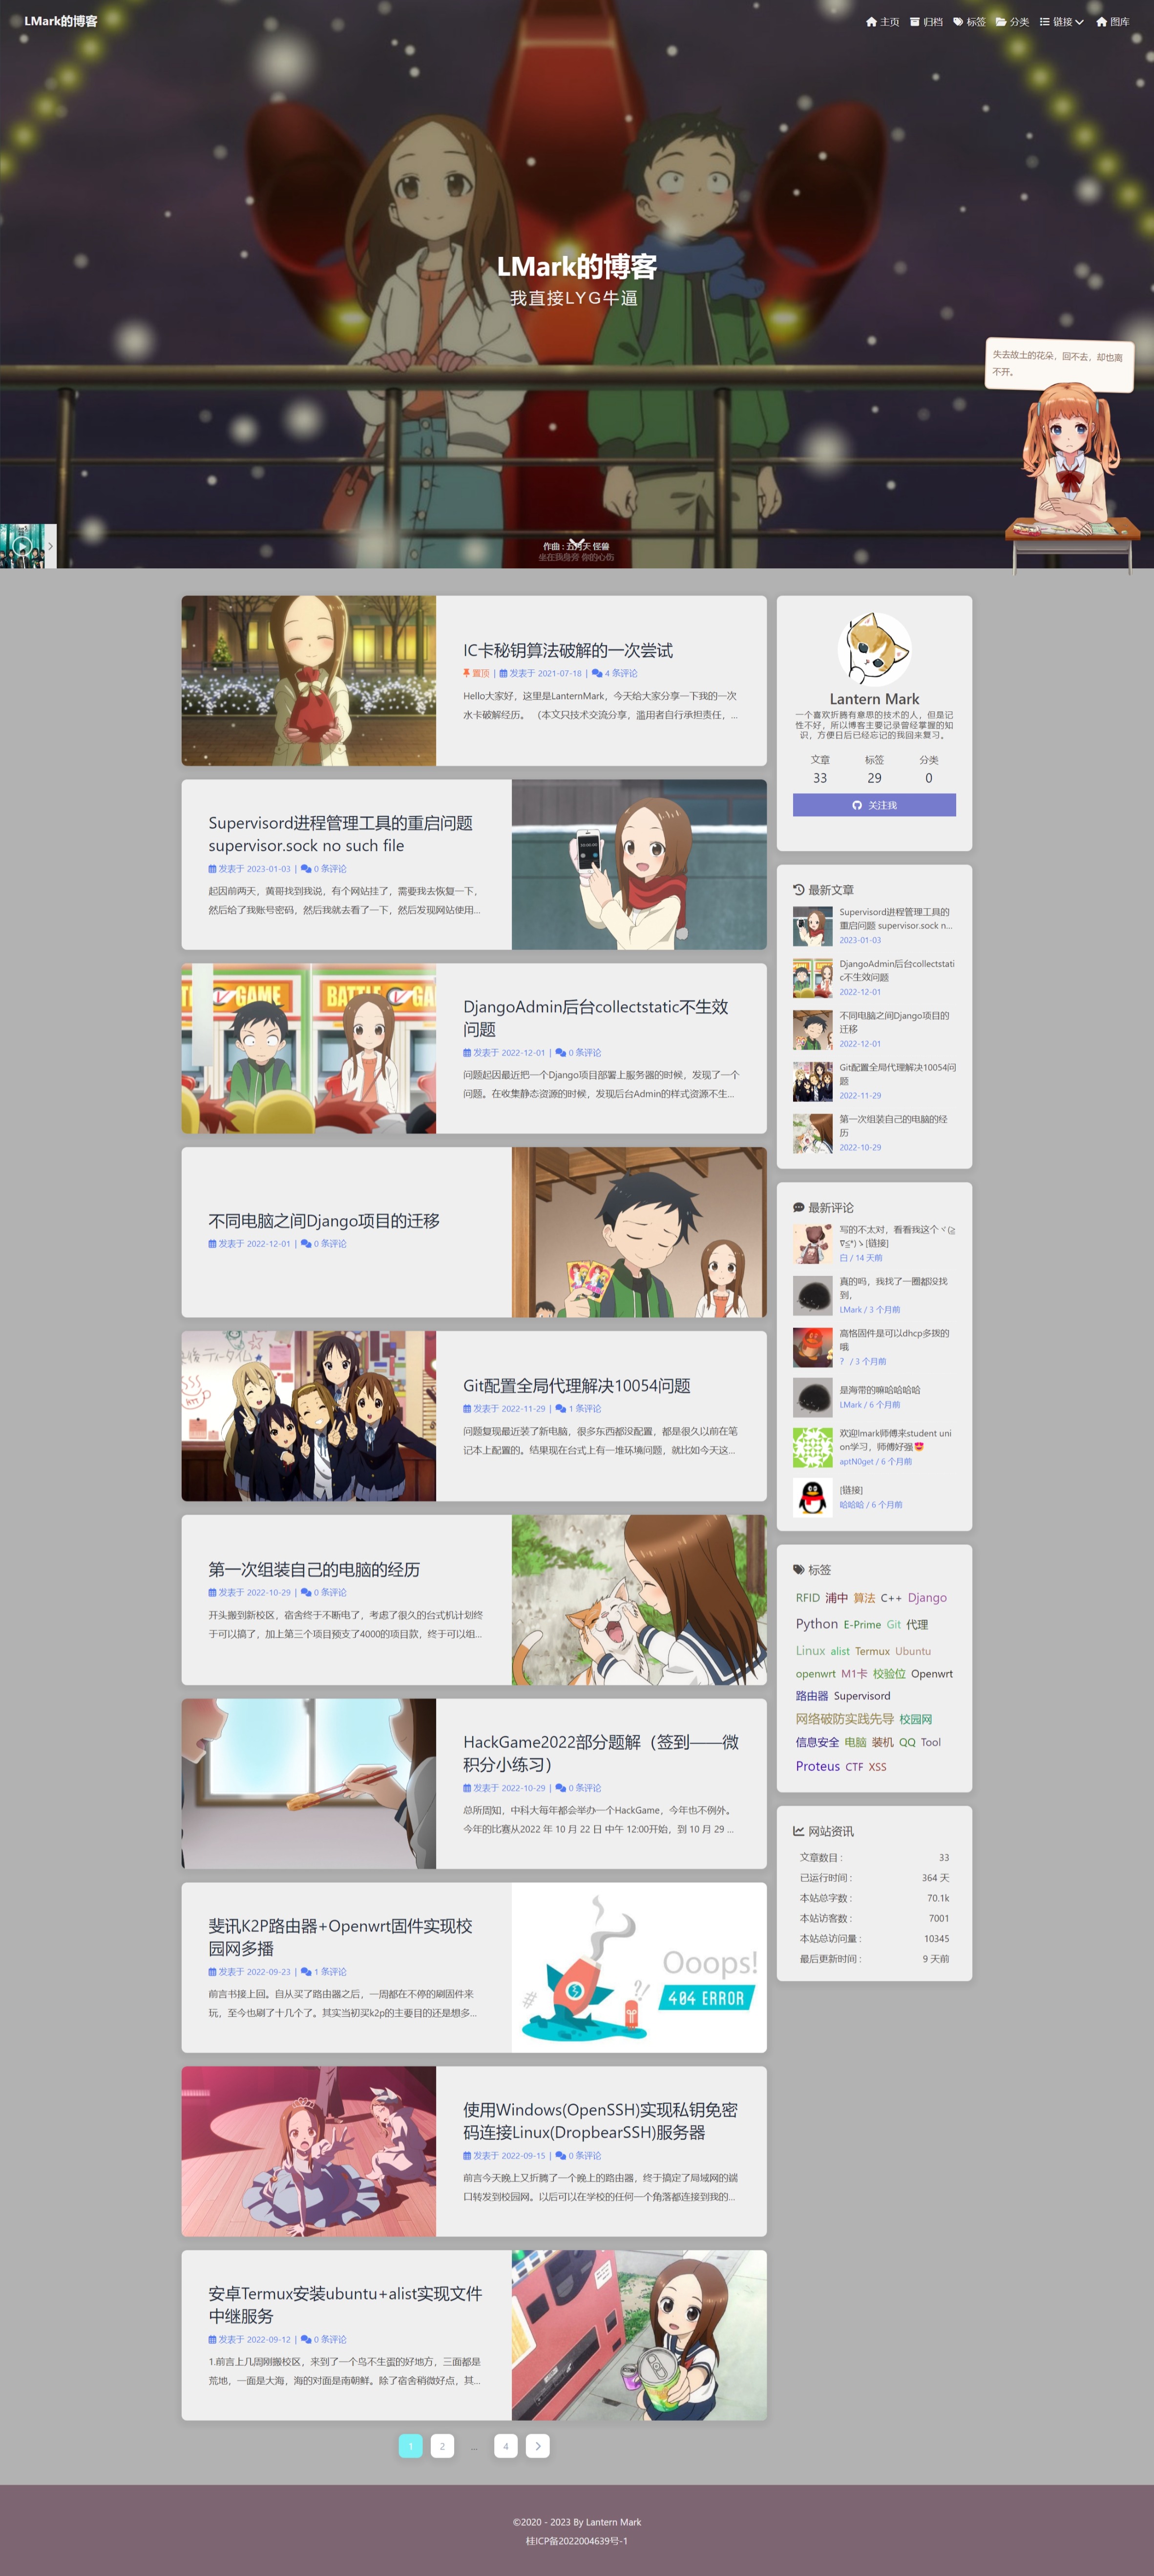 LMark的博客
主页 归档 标签 分类 链接 图库
LMark的博客
我直接LYG牛逼
失去故土的花朵，回不去，却也离
不开。
作曲 : 五月天 怪兽
坐在我身旁 你的心伤
IC卡秘钥算法破解的一次尝试
置顶 | 发表于 2021-07-18 | 4 条评论
Hello大家好，这里是LanternMark，今天给大家分享一下我的一次
水卡破解经历。 （本文只技术交流分享，滥用者自行承担责任，...
Supervisord进程管理工具的重启问题
supervisor.sock no such file
发表于 2023-01-03 | 0 条评论
起因前两天，黄哥找到我说，有个网站挂了，需要我去恢复一下，
然后给了我账号密码，然后我就去看了一下，然后发现网站使用...
GAME BATTLE GA
DjangoAdmin后台collectstatic不生效
问题
发表于 2022-12-01 | 0 条评论
问题起因最近把一个Django项目部署上服务器的时候，发现了一个
问题。在收集静态资源的时候，发现后台Admin的样式资源不生...
不同电脑之间Django项目的迁移
发表于 2022-12-01 | 0 条评论
Git配置全局代理解决10054问题
发表于 2022-11-29 | 1 条评论
问题复现最近装了新电脑，很多东西都没配置，都是很久以前在笔
记本上配置的。结果现在台式上有一堆环境问题，就比如今天这...
第一次组装自己的电脑的经历
发表于 2022-10-29 | 0 条评论
开头搬到新校区，宿舍终于不断电了，考虑了很久的台式机计划终
于可以搞了，加上第三个项目预支了4000的项目款，终于可以组...
HackGame2022部分题解（签到——微
积分小练习）
发表于 2022-10-29 | 0 条评论
总所周知，中科大每年都会举办一个HackGame，今年也不例外。
今年的比赛从2022 年 10 月 22 日 中午 12:00开始，到 10 月 29 ...
斐讯K2P路由器+Openwrt固件实现校
园网多播
发表于 2022-09-23 | 1 条评论
前言书接上回。自从买了路由器之后，一周都在不停的刷固件来
玩，至今也刷了十几个了。其实当初买k2p的主要目的还是想多...
Ooops!
404 ERROR
使用Windows(OpenSSH)实现私钥免密
码连接Linux(DropbearSSH)服务器
发表于 2022-09-15 | 0 条评论
前言今天晚上又折腾了一个晚上的路由器，终于搞定了局域网的端
口转发到校园网。以后可以在学校的任何一个角落都连接到我的...
安卓Termux安装ubuntu+alist实现文件
中继服务
发表于 2022-09-12 | 0 条评论
1.前言上几周刚搬校区，来到了一个鸟不生蛋的好地方，三面都是
荒地，一面是大海，海的对面是南朝鲜。除了宿舍稍微好点，其...
1 2 ... 4
Lantern Mark
一个喜欢折腾有意思的技术的人，但是记
性不好，所以博客主要记录曾经掌握的知
识，方便日后已经忘记的我回来复习。
文章 标签 分类
33 29 0
关注我
最新文章
Supervisord进程管理工具的
重启问题 supervisor.sock n...
2023-01-03
DjangoAdmin后台collectstati
c不生效问题
2022-12-01
不同电脑之间Django项目的
迁移
2022-12-01
Git配置全局代理解决10054问
题
2022-11-29
第一次组装自己的电脑的经
历
2022-10-29
最新评论
写的不太对，看看我这个ヾ(≧
∇≦*)ゝ[链接]
白 / 14 天前
真的吗，我找了一圈都没找
到，
LMark / 3 个月前
高恪固件是可以dhcp多拨的
哦
？ / 3 个月前
是海带的嘛哈哈哈哈
LMark / 6 个月前
欢迎lmark师傅来student uni
on学习，师傅好强😍
aptN0get / 6 个月前
[链接]
哈哈哈 / 6 个月前
标签
RFID 浦中 算法 C++ Django
Python E-Prime Git 代理
Linux alist Termux Ubuntu
openwrt M1卡 校验位 Openwrt
路由器 Supervisord
网络破防实践先导 校园网
信息安全 电脑 装机 QQ Tool
Proteus CTF XSS
网站资讯
文章数目 : 33
已运行时间 : 364 天
本站总字数 : 70.1k
本站访客数 : 7001
本站总访问量 : 10345
最后更新时间 : 9 天前
©2020 - 2023 By Lantern Mark
桂ICP备2022004639号-1